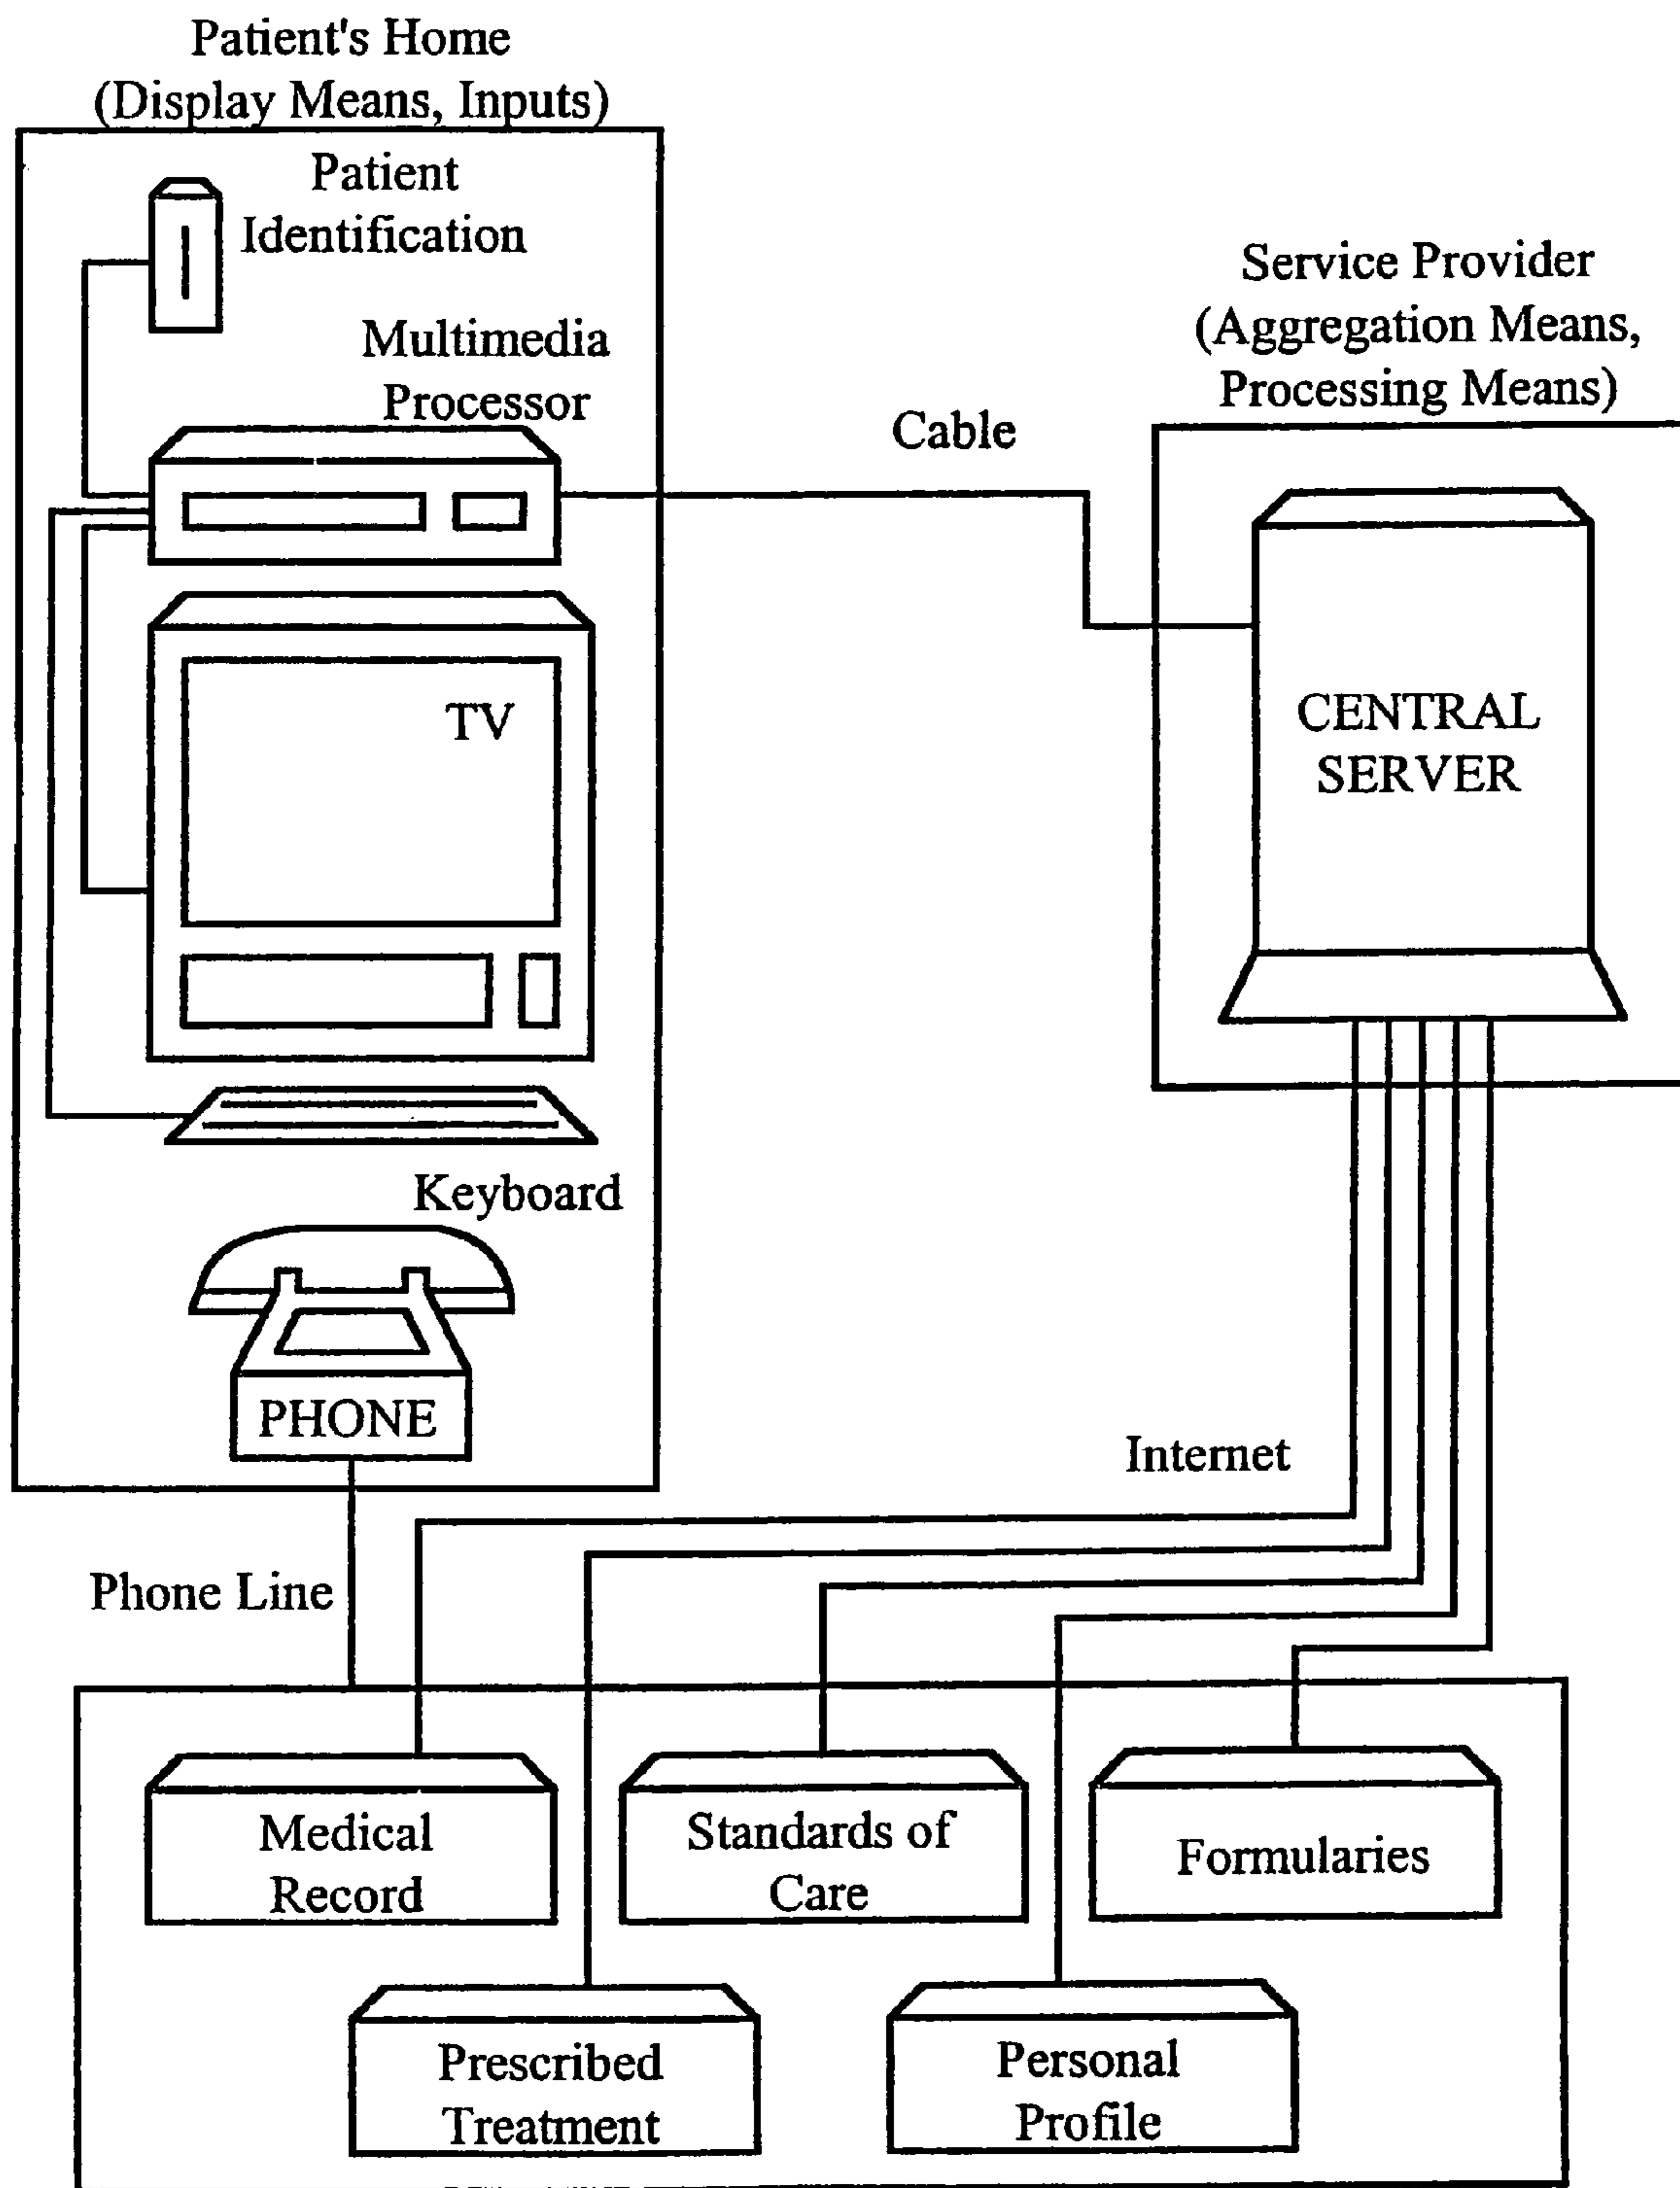 Patient's Home
(Display Means, Inputs)
Patient
Identification
Multimedia
Processor
TV
Keyboard
PHONE
Phone Line
Cable
Service Provider
(Aggregation Means,
Processing Means)
CENTRAL
SERVER
Internet
Medical
Record
Standards of
Care
Formularies
Prescribed
Treatment
Personal
Profile